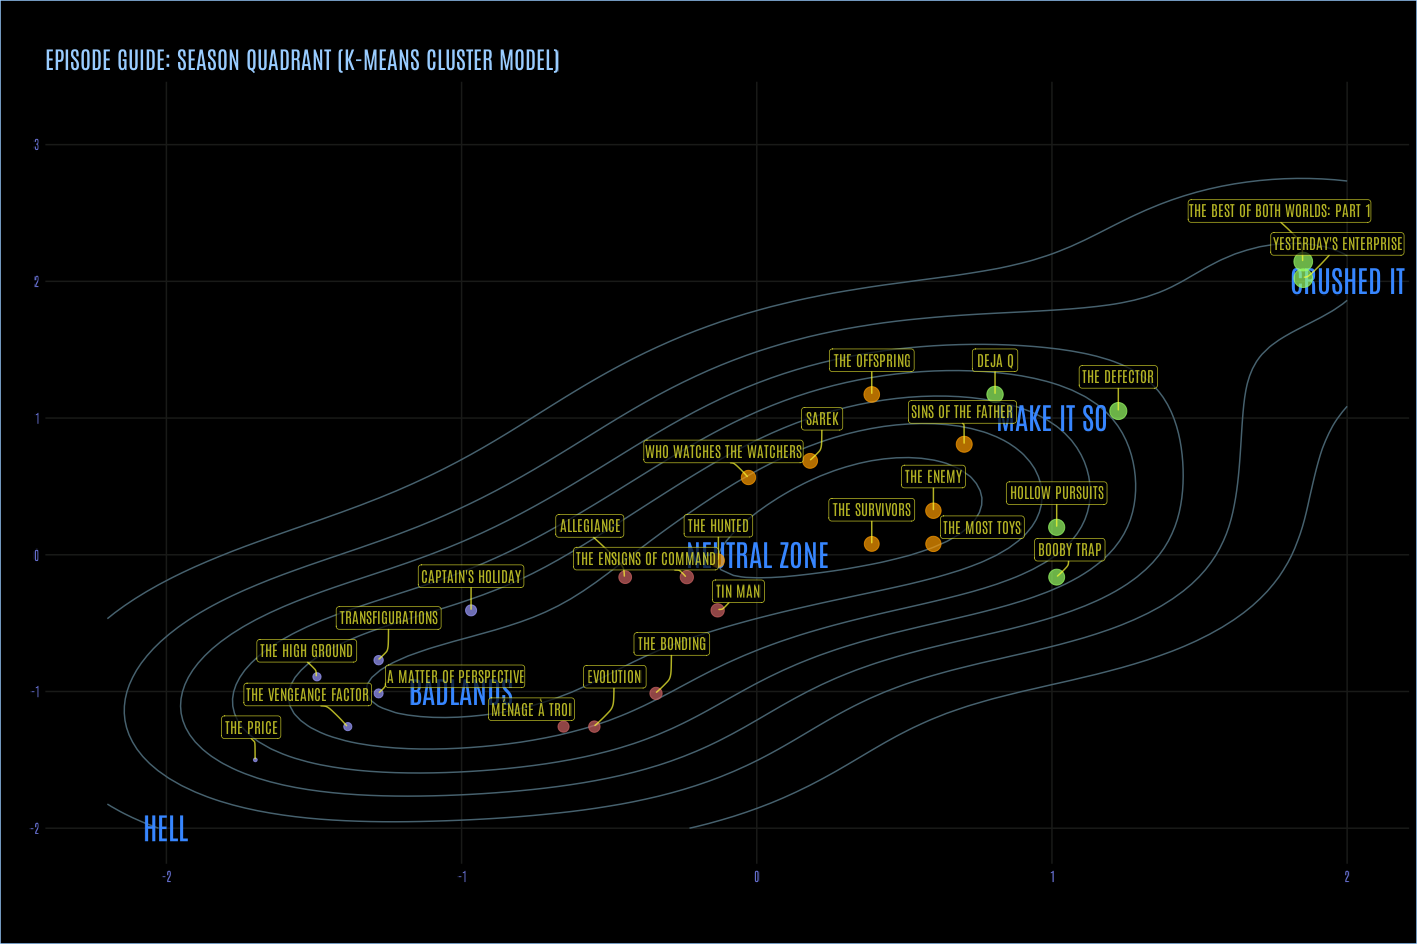 EPISODE GUIDE: SEASON QUADRANT (K-MEANS CLUSTER MODEL)
3
THE BEST OF BOTH WORLDS: PART 1
YESTERDAY'S ENTERPRISE
2
CRUSHED IT
THE OFFSPRING
DEJA Q
THE DEFECTOR
SINS OF THE FATHER
1
SAREK
MAKE IT SO
WHO WATCHES THE WATCHERS
THE ENEMY
HOLLOW PURSUITS
THE SURVIVORS
ALLEGIANCE
THE HUNTED
THE MOST TOYS
BOOBY TRAP
0
THE ENSIGNS OF COMMAND
NEUTRAL ZONE
CAPTAIN'S HOLIDAY
TIN MAN
TRANSFIGURATIONS
THE BONDING
THE HIGH GROUND
A MATTER OF PERSPECTIVE
EVOLUTION
-1
THE VENGEANCE FACTOR
BADLANDS
MÉNAGE À TROI
THE PRICE
-2
HELL
-2
-1
0
1
2